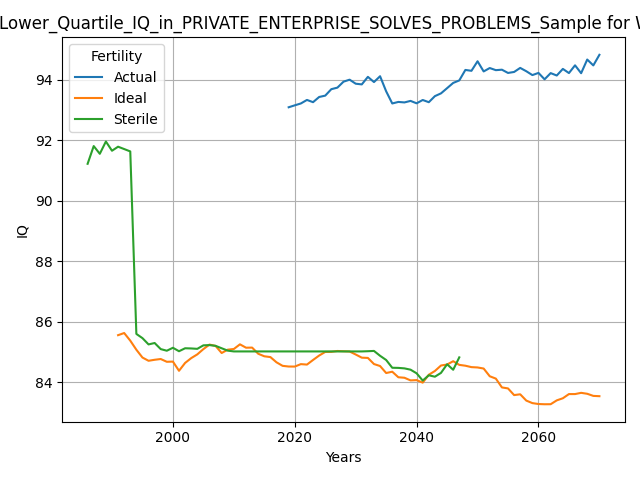 Lower_Quartile_IQ_in_PRIVATE_ENTERPRISE_SOLVES_PROBLEMS_Sample for
Fertility
Actual
Ideal
Sterile
94
92
90
88
86
84
IQ
2000 2020 2040 2060
Years